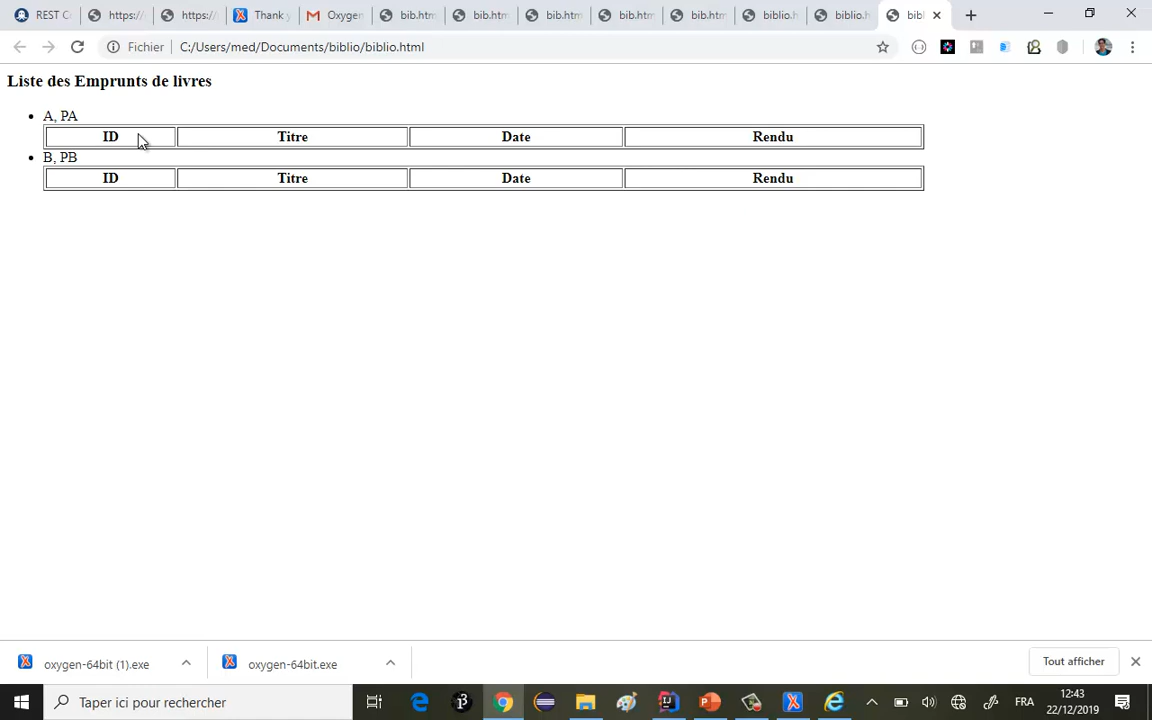 REST C
https:/
https:/
Thank y
Oxygen
bib.htm
bib.htm
bib.htm
bib.htm
bib.htm
biblio.h
biblio.h
bibl
Fichier C:/Users/med/Documents/biblio/biblio.html
Liste des Emprunts de livres
A, PA
ID Titre Date Rendu
B, PB
ID Titre Date Rendu
oxygen-64bit (1).exe oxygen-64bit.exe Tout afficher
Taper ici pour rechercher
FRA
12:43
22/12/2019